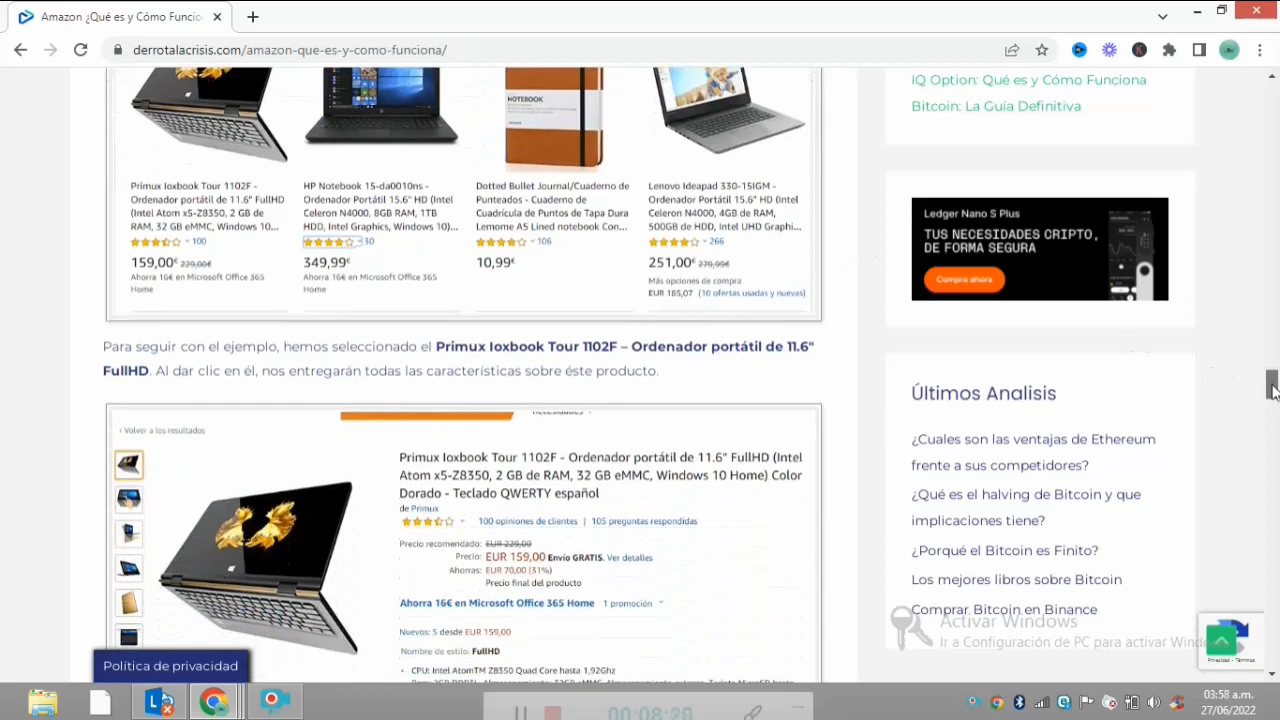 Amazon ¿Qué es y Cómo Funcio
derrotalacrisis.com/amazon-que-es-y-como-funciona/
IQ Option: Qué es y Cómo Funciona
Bitcoin: La Guía Definitiva
NOTEBOOK
Primux Ioxbook Tour 1102F -
Ordenador portátil de 11.6" FullHD
(Intel Atom x5-Z8350, 2 GB de
RAM, 32 GB eMMC, Windows 10...
100
159,00€ 229,00€
Ahorra 16€ en Microsoft Office 365
Home
HP Notebook 15-da0010ns -
Ordenador Portátil 15.6" HD (Intel
Celeron N4000, 8GB RAM, 1TB
HDD, Intel Graphics, Windows 10)...
30
349,99€
Ahorra 16€ en Microsoft Office 365
Home
Dotted Bullet Journal/Cuaderno de
Punteados - Cuaderno de
Cuadrícula de Puntos de Tapa Dura
Lemome A5 Lined notebook Con...
106
10,99€
Lenovo Ideapad 330-15IGM -
Ordenador Portátil 15.6" HD (Intel
Celeron N4000, 4GB de RAM,
500GB de HDD, Intel UHD Graphi...
266
251,00€ 279,99€
Más opciones de compra
EUR 185,07 (10 ofertas usadas y nuevas)
Ledger Nano S Plus
TUS NECESIDADES CRIPTO,
DE FORMA SEGURA
Compra ahora
Para seguir con el ejemplo, hemos seleccionado el Primux Ioxbook Tour 1102F – Ordenador portátil de 11.6"
FullHD. Al dar clic en él, nos entregarán todas las características sobre éste producto.
‹ Volver a los resultados
Primux Ioxbook Tour 1102F - Ordenador portátil de 11.6" FullHD (Intel
Atom x5-Z8350, 2 GB de RAM, 32 GB eMMC, Windows 10 Home) Color
Dorado - Teclado QWERTY español
de Primux
100 opiniones de clientes | 105 preguntas respondidas
Precio recomendado: EUR 229,00
Precio: EUR 159,00 Envío GRATIS. Ver detalles
Ahorras: EUR 70,00 (31%)
Precio final del producto
Ahorra 16€ en Microsoft Office 365 Home 1 promoción
Nuevos: 5 desde EUR 159,00
Nombre de estilo: FullHD
• CPU: Intel AtomTM Z8350 Quad Core hasta 1,92Ghz
Últimos Analisis
¿Cuales son las ventajas de Ethereum
frente a sus competidores?
¿Qué es el halving de Bitcoin y que
implicaciones tiene?
¿Porqué el Bitcoin es Finito?
Los mejores libros sobre Bitcoin
Comprar Bitcoin en Binance
Activar Windows
Ir a Configuración de PC para activar Wind
Privacidad - Términos
Política de privacidad
00:08:20
03:58 a.m.
27/06/2022